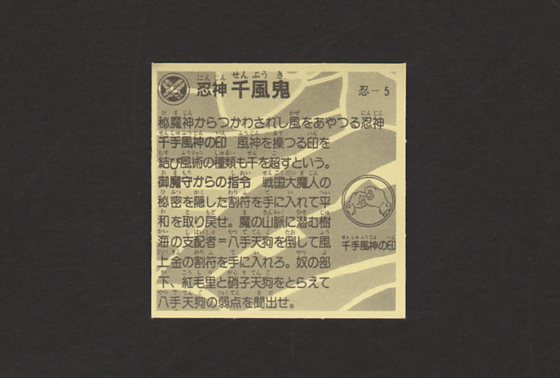 忍神 千風鬼 忍−5
秘魔神からつかわされし風をあやつる忍神
千手風神の印 風神を操つる印を
結び風術の種類も千を超すという。
御魔守からの指令 戦国大魔人の
秘密を隠した割符を手に入れて平
和を取り戻せ。魔の山脈に潜む樹
海の支配者=八手天狗を倒して風
上金の割符を手に入れろ。奴の部
下、紅毛里と硝子天狗をとらえて
八手天狗の弱点を聞出せ。
千手風神の印